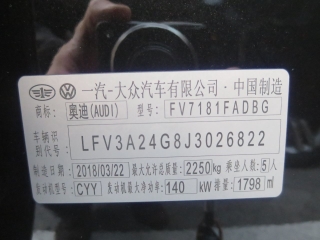 一汽-大众汽车有限公司·中国制造
商标: 奥迪(AUDI) 型号: FV7181FADBG
车辆识别代号: LFV3A24G8J3026822
制造日期: 2018/03/22 最大允许总质量: 2250kg 乘坐人数: 5人
发动机型号: CYY 发动机最大净功率: 140 kW 排量: 1798 ml